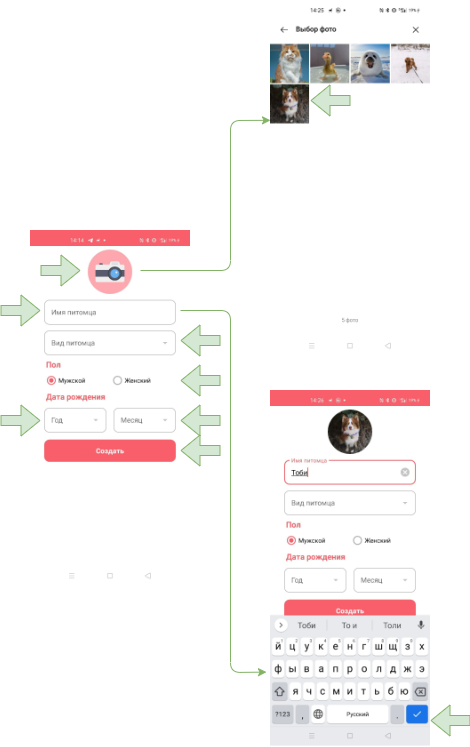 14:25
Выбор фото
5 фото
14:14
Имя питомца
Вид питомца
Пол
Мужской Женский
Дата рождения
Год Месяц
Создать
14:26
Имя питомца
Тоби
Вид питомца
Пол
Мужской Женский
Дата рождения
Год Месяц
Создать
Тоби То и Толи
й ц у к е н г ш щ з х
ф ы в а п р о л д ж э
я ч с м и т ь б ю
?123 , Русский .